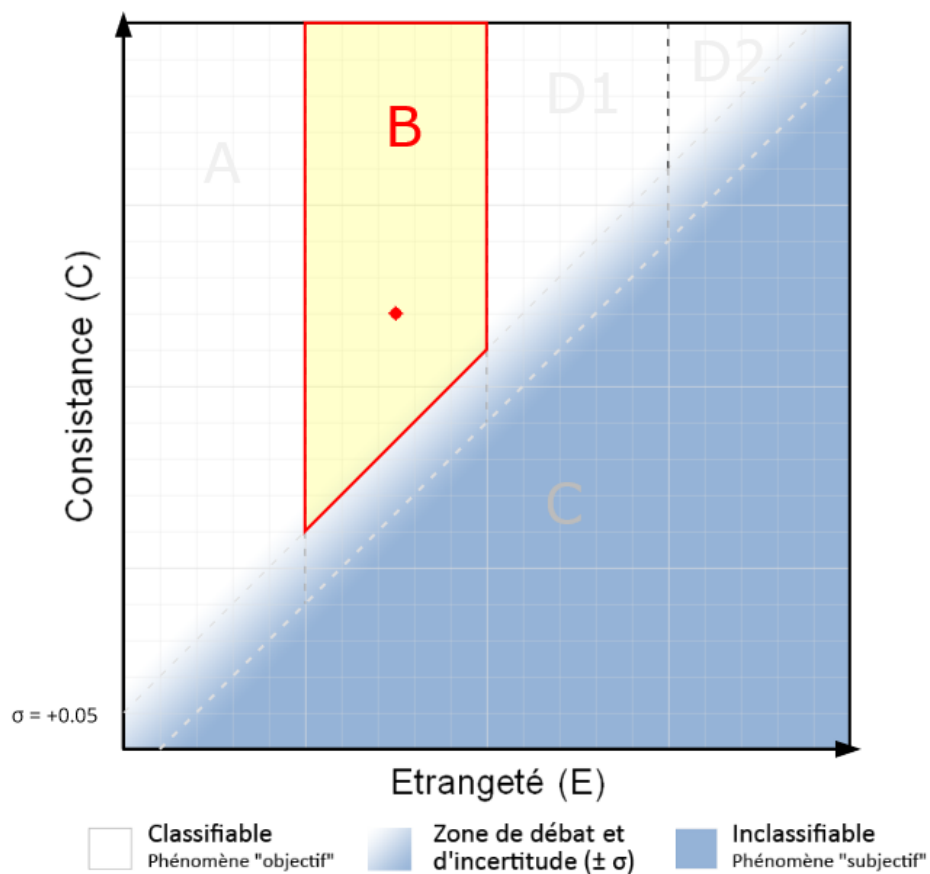 D2
D1
B
A
Consistance (C)
C
σ = +0.05
Etrangeté (E)
Classifiable
Phénomène "objectif"
Zone de débat et
d'incertitude (± σ)
Inclassifiable
Phénomène "subjectif"